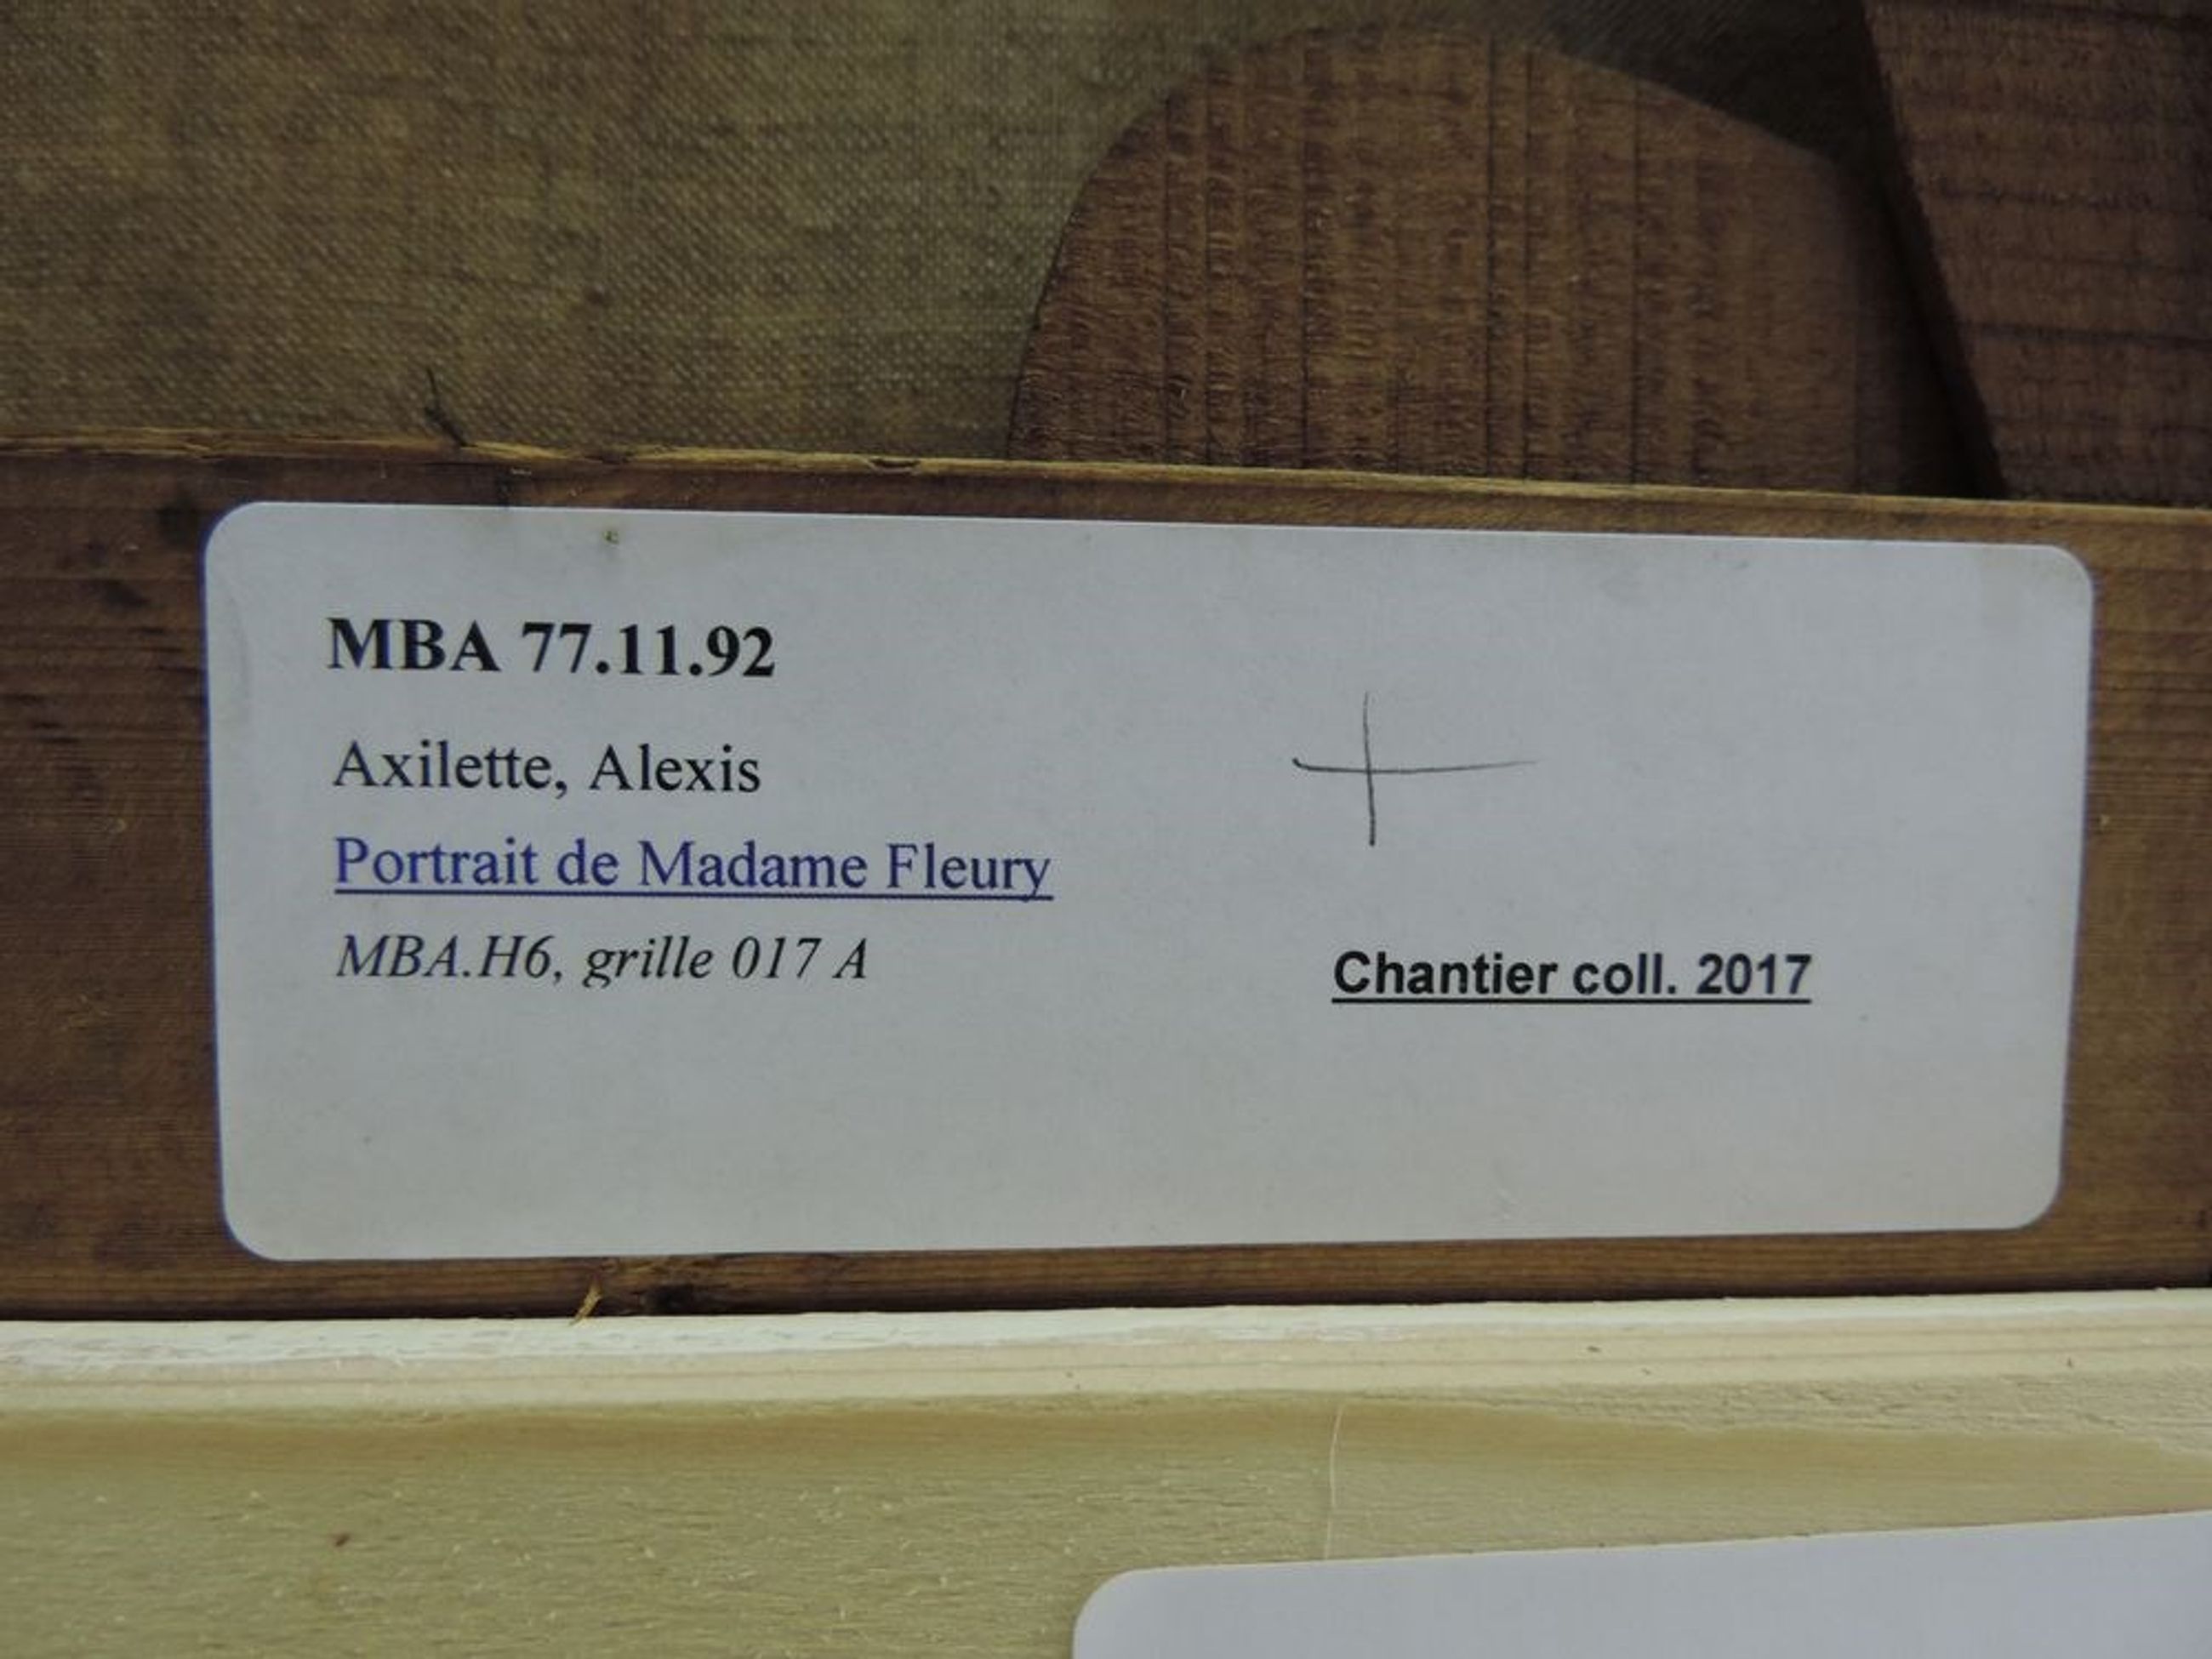 MBA 77.11.92
Axilette, Alexis
Portrait de Madame Fleury
MBA.H6, grille 017 A
Chantier coll. 2017